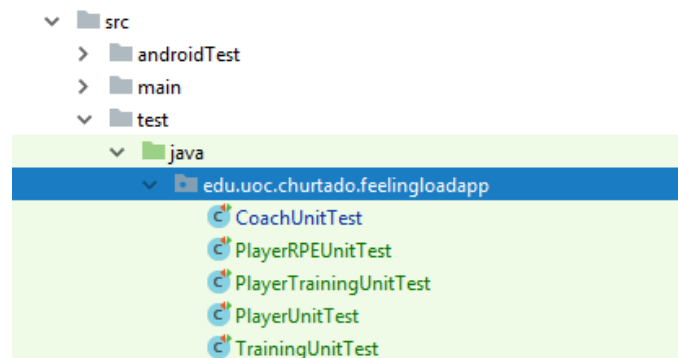 src
androidTest
main
test
java
edu.uoc.churtado.feelingloadapp
CoachUnitTest
PlayerRPEUnitTest
PlayerTrainingUnitTest
PlayerUnitTest
TrainingUnitTest